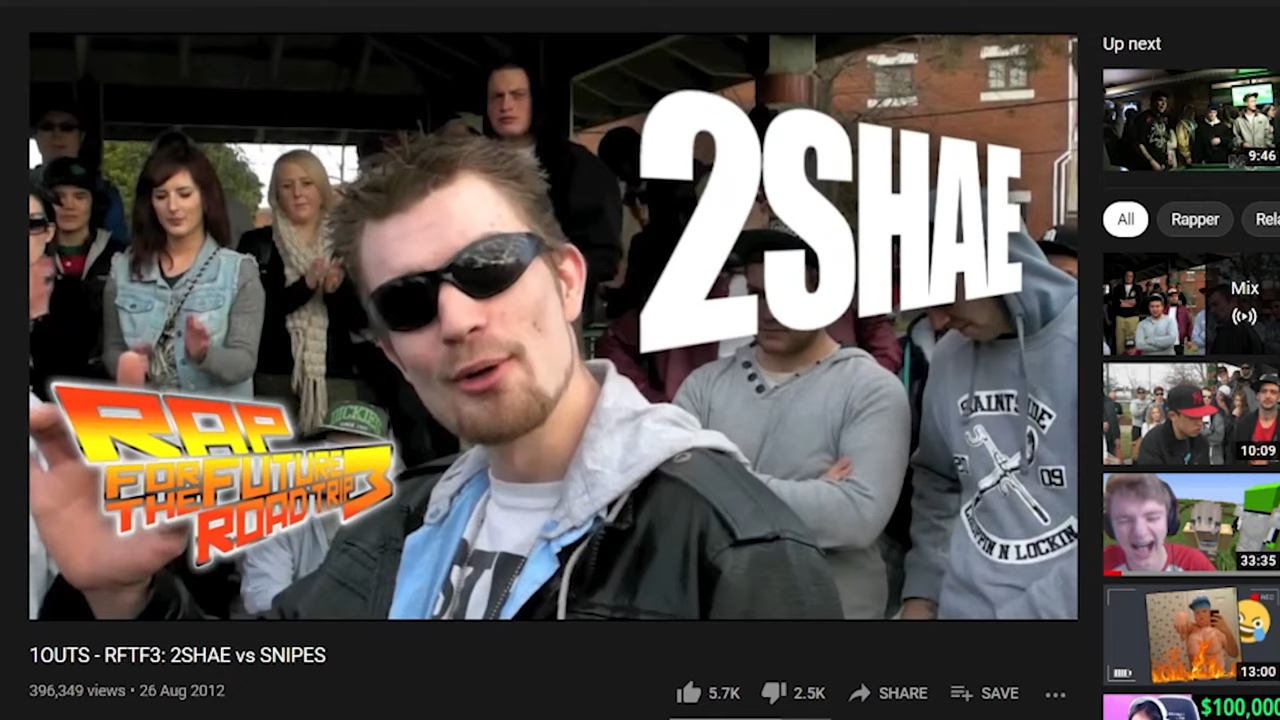 Up next
2SHAE
9:46
All
Rapper
Mix
DICKIES
RAP
FOR FUTURE
THE
ROADTRIP
3
SAINTSIDE
09
10:09
33:35
13:00
1OUTS - RFTF3: 2SHAE vs SNIPES
396,349 views • 26 Aug 2012
5.7K
2.5K
SHARE
SAVE